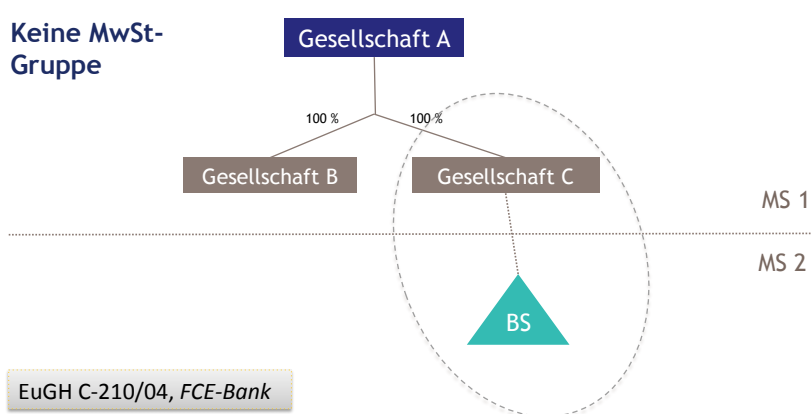 Keine MwSt-
Gruppe
Gesellschaft A
100 %
100 %
Gesellschaft B
Gesellschaft C
MS 1
MS 2
BS
EuGH C-210/04, FCE-Bank